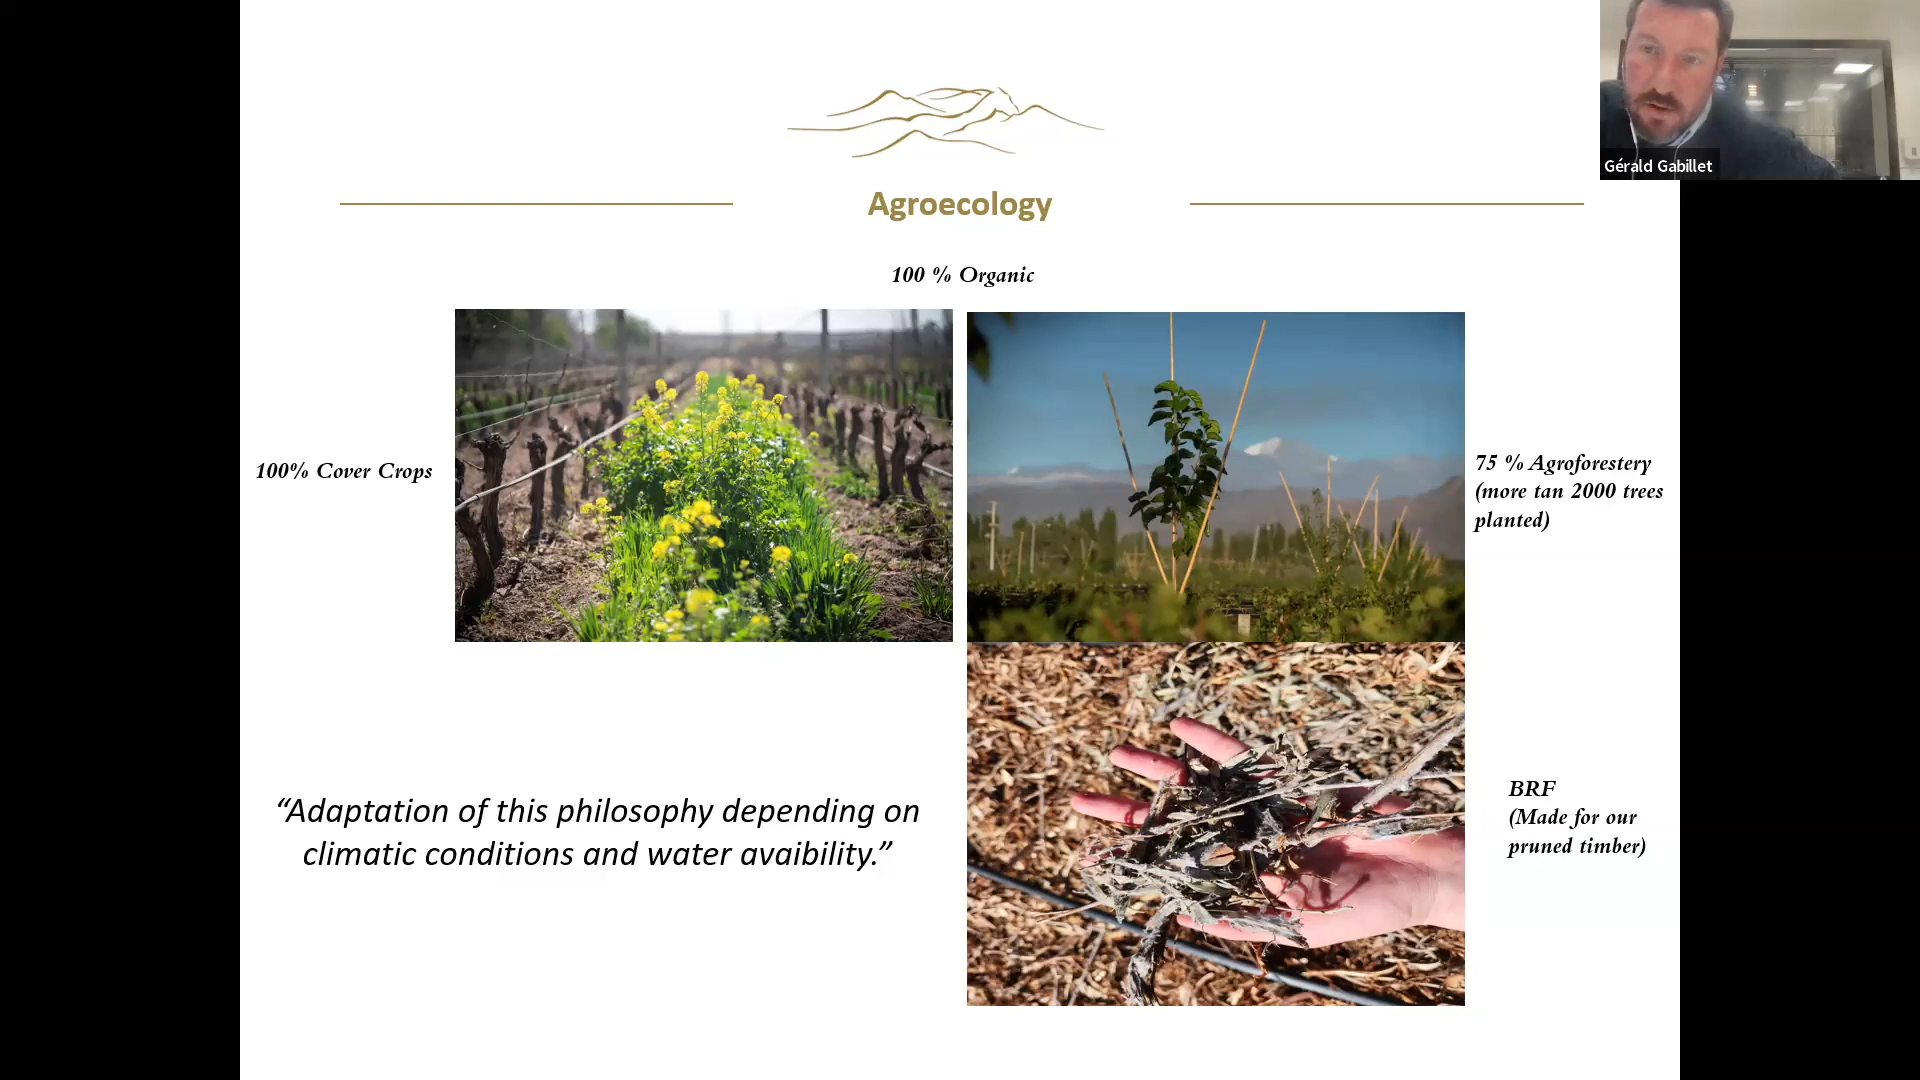 Gérald Gabillet
Agroecology
100 % Organic
100% Cover Crops
75 % Agroforestery
(more tan 2000 trees
planted)
“Adaptation of this philosophy depending on
climatic conditions and water avaibility.”
BRF
(Made for our
pruned timber)